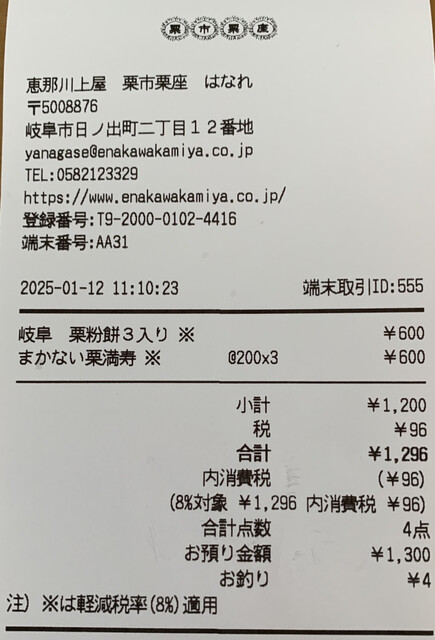 栗市栗座
恵那川上屋 栗市栗座 はなれ
〒5008876
岐阜市日ノ出町二丁目12番地
yanagase@enakawakamiya.co.jp
TEL:0582123329
https://www.enakawakamiya.co.jp/
登録番号:T9-2000-0102-4416
端末番号:AA31
2025-01-12 11:10:23 端末取引ID:555
岐阜 栗粉餅3入り ※ ¥600
まかない栗満寿 ※ @200x3 ¥600
小計 ¥1,200
税 ¥96
合計 ¥1,296
内消費税 (¥96)
(8%対象 ¥1,296 内消費税 ¥96)
合計点数 4点
お預り金額 ¥1,300
お釣り ¥4
注) ※は軽減税率(8%)適用